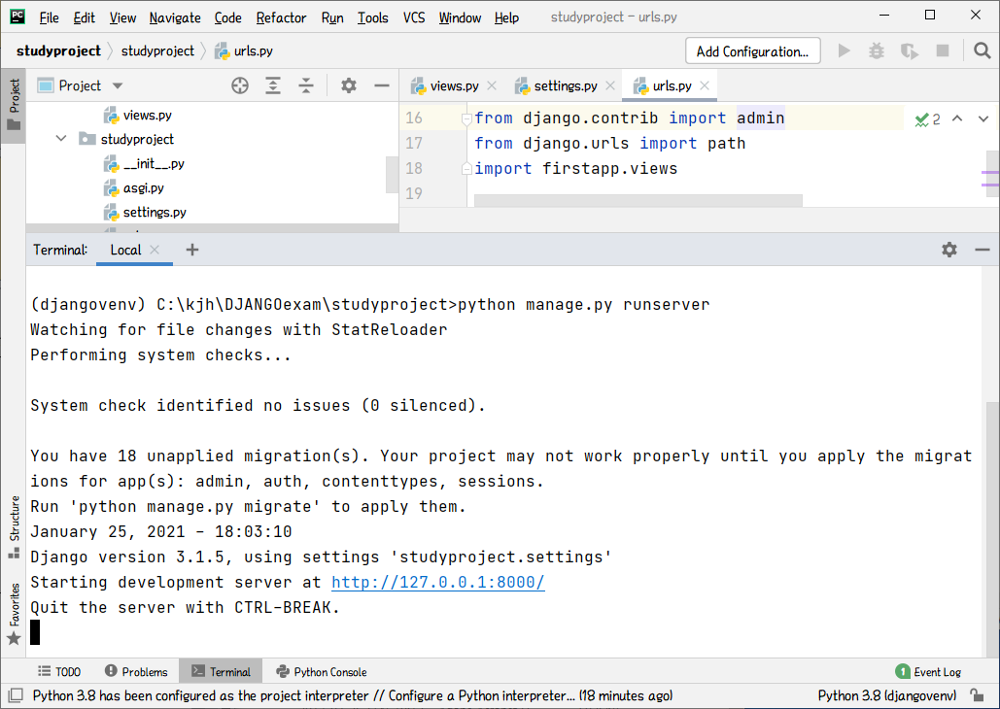 PC File Edit View Navigate Code Refactor Run Tools VCS Window Help studyproject - urls.py
studyproject studyproject urls.py Add Configuration...
Project
Project views.py settings.py urls.py
views.py
studyproject
__init__.py
asgi.py
settings.py
16 from django.contrib import admin 2
17 from django.urls import path
18 import firstapp.views
19
Terminal: Local +
(djangovenv) C:\kjh\DJANGOexam\studyproject>python manage.py runserver
Watching for file changes with StatReloader
Performing system checks...
System check identified no issues (0 silenced).
You have 18 unapplied migration(s). Your project may not work properly until you apply the migrat
ions for app(s): admin, auth, contenttypes, sessions.
Run 'python manage.py migrate' to apply them.
January 25, 2021 - 18:03:10
Django version 3.1.5, using settings 'studyproject.settings'
Starting development server at http://127.0.0.1:8000/
Quit the server with CTRL-BREAK.
Structure
Favorites
TODO Problems Terminal Python Console 1 Event Log
Python 3.8 has been configured as the project interpreter // Configure a Python interpreter... (18 minutes ago) Python 3.8 (djangovenv)